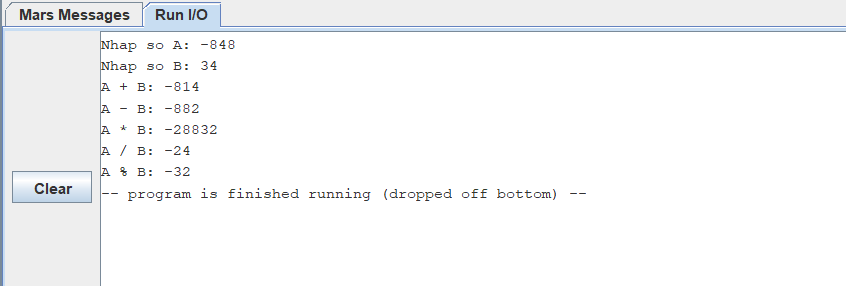 Mars Messages Run I/O
Nhap so A: -848
Nhap so B: 34
A + B: -814
A - B: -882
A * B: -28832
A / B: -24
A % B: -32
Clear
-- program is finished running (dropped off bottom) --